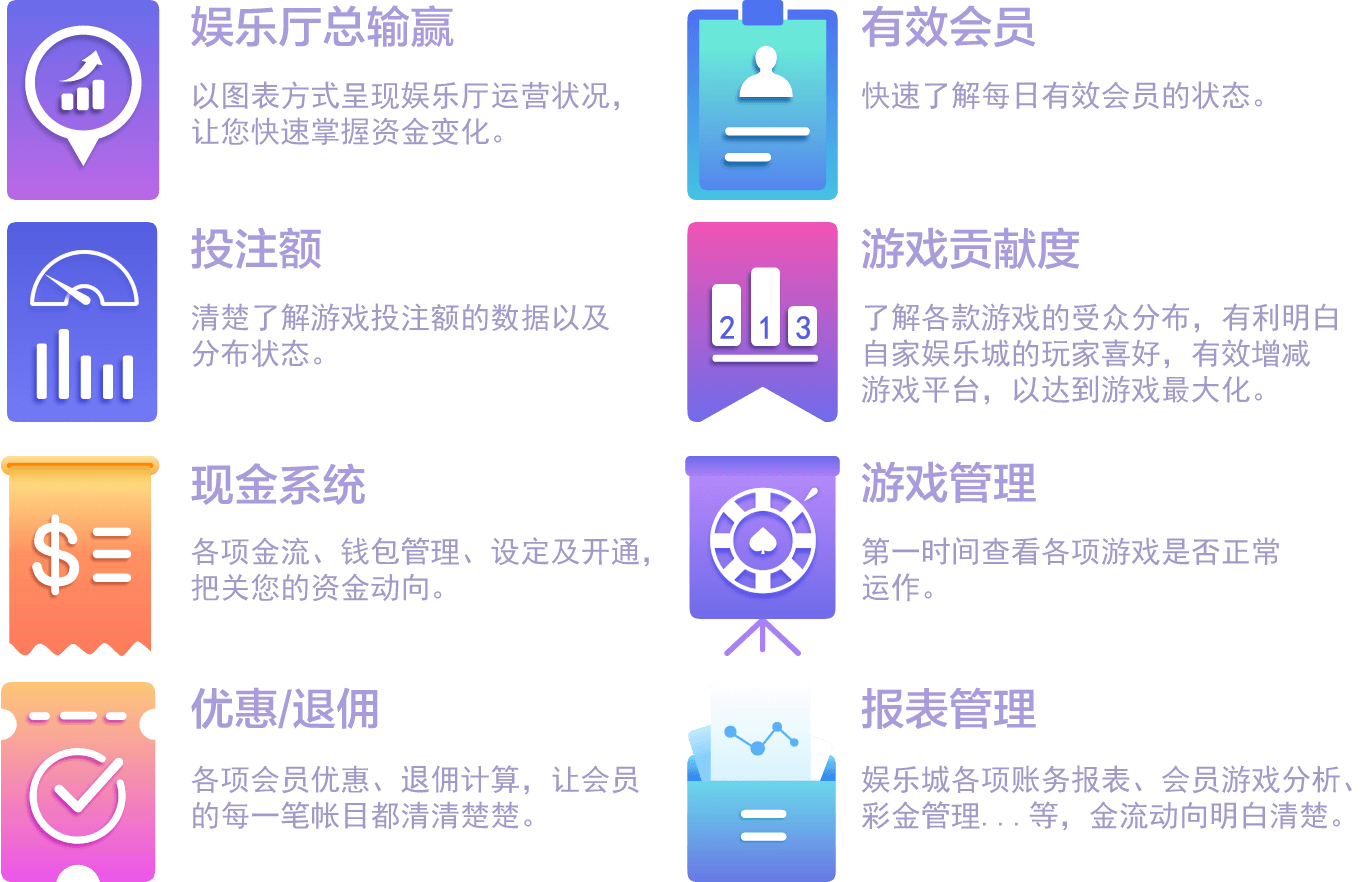 娱乐厅总输赢
以图表方式呈现娱乐厅运营状况，
让您快速掌握资金变化。
有效会员
快速了解每日有效会员的状态。
投注额
清楚了解游戏投注额的数据以及
分布状态。
2 1 3
游戏贡献度
了解各款游戏的受众分布，有利明白
自家娱乐城的玩家喜好，有效增减
游戏平台，以达到游戏最大化。
$
现金系统
各项金流、钱包管理、设定及开通，
把关您的资金动向。
游戏管理
第一时间查看各项游戏是否正常
运作。
优惠/退佣
各项会员优惠、退佣计算，让会员
的每一笔帐目都清清楚楚。
报表管理
娱乐城各项账务报表、会员游戏分析、
彩金管理...等，金流动向明白清楚。